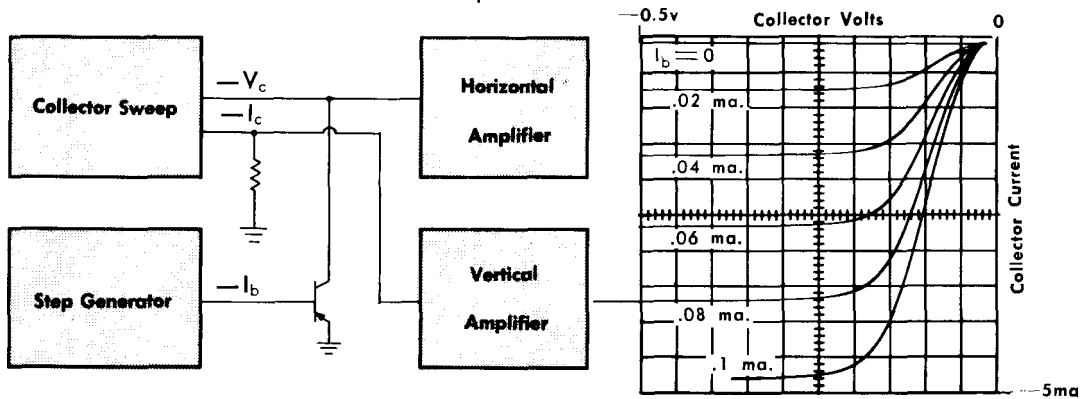 Collector Sweep
—Vc
—Ic
Horizontal
Amplifier
Step Generator
—Ib
Vertical
Amplifier
—0.5v
Collector Volts
0
Ib=0
.02 ma.
.04 ma.
.06 ma.
.08 ma.
.1 ma.
Collector Current
—5ma